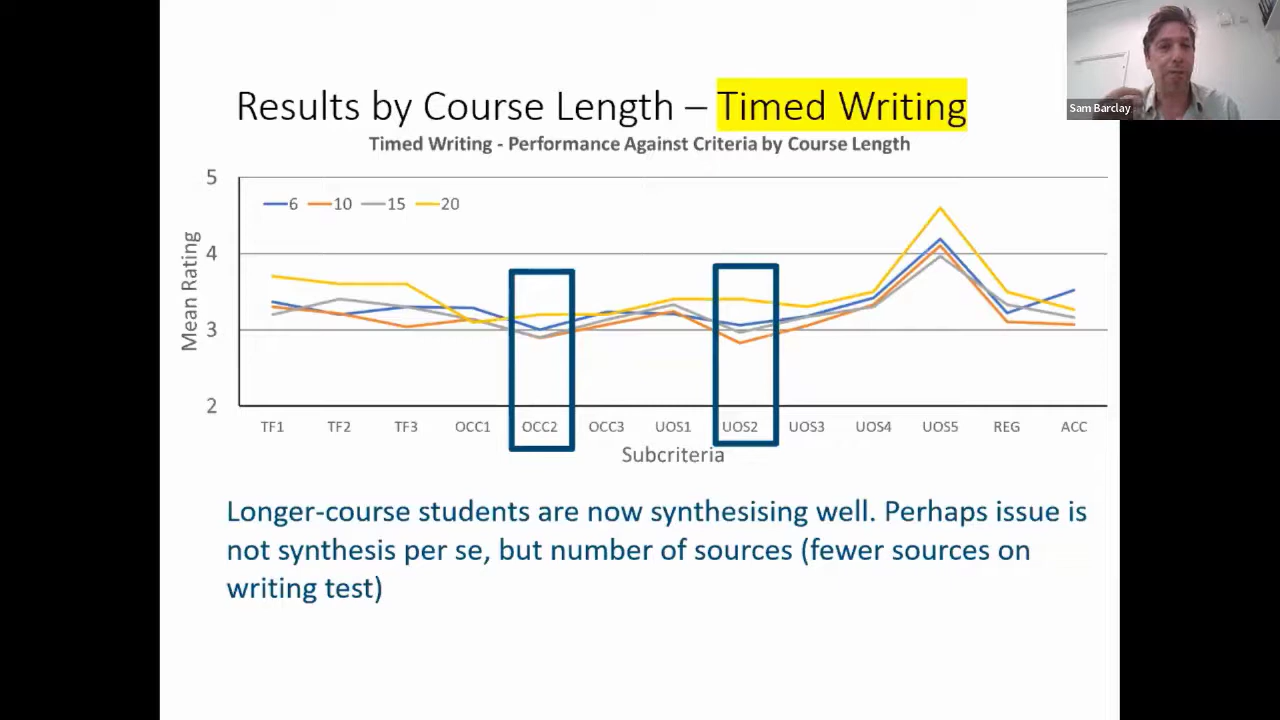 Sam Barclay
Results by Course Length – Timed Writing
Timed Writing - Performance Against Criteria by Course Length
5
4
3
2
Mean Rating
6 10 15 20
TF1 TF2 TF3 OCC1 OCC2 OCC3 UOS1 UOS2 UOS3 UOS4 UOS5 REG ACC
Subcriteria
Longer-course students are now synthesising well. Perhaps issue is
not synthesis per se, but number of sources (fewer sources on
writing test)